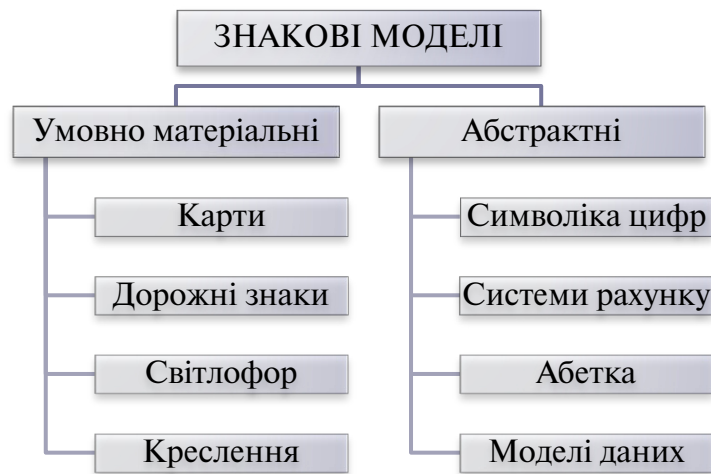 ЗНАКОВІ МОДЕЛІ
Умовно матеріальні
Карти
Дорожні знаки
Світлофор
Креслення
Абстрактні
Символіка цифр
Системи рахунку
Абетка
Моделі даних